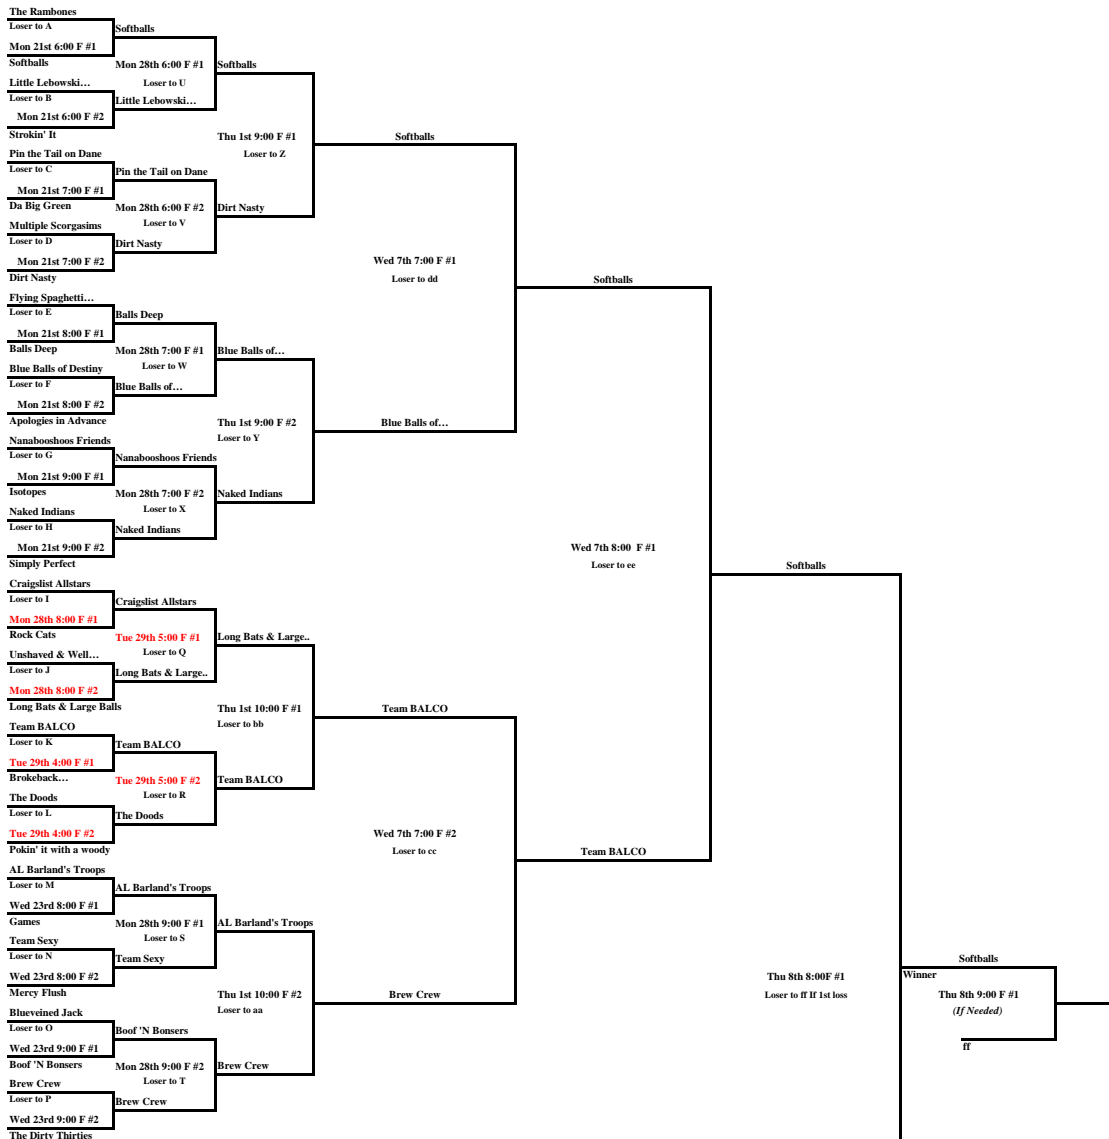 The Rambones
Loser to A
Mon 21st 6:00 F #1
Softballs
Softballs
Mon 28th 6:00 F #1
Loser to U
Little Lebowski...
Loser to B
Mon 21st 6:00 F #2
Strokin' It
Little Lebowski...
Softballs
Thu 1st 9:00 F #1
Loser to Z
Pin the Tail on Dane
Loser to C
Mon 21st 7:00 F #1
Da Big Green
Pin the Tail on Dane
Mon 28th 6:00 F #2
Loser to V
Multiple Scorgasims
Loser to D
Mon 21st 7:00 F #2
Dirt Nasty
Dirt Nasty
Dirt Nasty
Softballs
Wed 7th 7:00 F #1
Loser to dd
Flying Spaghetti...
Loser to E
Mon 21st 8:00 F #1
Balls Deep
Balls Deep
Mon 28th 7:00 F #1
Loser to W
Blue Balls of Destiny
Loser to F
Mon 21st 8:00 F #2
Apologies in Advance
Blue Balls of...
Blue Balls of...
Thu 1st 9:00 F #2
Loser to Y
Nanabooshoos Friends
Loser to G
Mon 21st 9:00 F #1
Isotopes
Nanabooshoos Friends
Mon 28th 7:00 F #2
Loser to X
Naked Indians
Loser to H
Mon 21st 9:00 F #2
Simply Perfect
Naked Indians
Naked Indians
Blue Balls of...
Softballs
Wed 7th 8:00 F #1
Loser to ee
Craigslist Allstars
Loser to I
Mon 28th 8:00 F #1
Rock Cats
Craigslist Allstars
Tue 29th 5:00 F #1
Loser to Q
Unshaved & Well...
Loser to J
Mon 28th 8:00 F #2
Long Bats & Large Balls
Long Bats & Large..
Long Bats & Large..
Thu 1st 10:00 F #1
Loser to bb
Team BALCO
Loser to K
Tue 29th 4:00 F #1
Brokeback...
Team BALCO
Tue 29th 5:00 F #2
Loser to R
The Doods
Loser to L
Tue 29th 4:00 F #2
Pokin' it with a woody
The Doods
Team BALCO
Team BALCO
Wed 7th 7:00 F #2
Loser to cc
AL Barland's Troops
Loser to M
Wed 23rd 8:00 F #1
Games
AL Barland's Troops
Mon 28th 9:00 F #1
Loser to S
Team Sexy
Loser to N
Wed 23rd 8:00 F #2
Mercy Flush
Team Sexy
AL Barland's Troops
Thu 1st 10:00 F #2
Loser to aa
Blueveined Jack
Loser to O
Wed 23rd 9:00 F #1
Boof 'N Bonsers
Boof 'N Bonsers
Mon 28th 9:00 F #2
Loser to T
Brew Crew
Loser to P
Wed 23rd 9:00 F #2
The Dirty Thirties
Brew Crew
Brew Crew
Brew Crew
Team BALCO
Softballs
Thu 8th 8:00F #1
Loser to ff If 1st loss
Softballs
Winner
Thu 8th 9:00 F #1
(If Needed)
ff